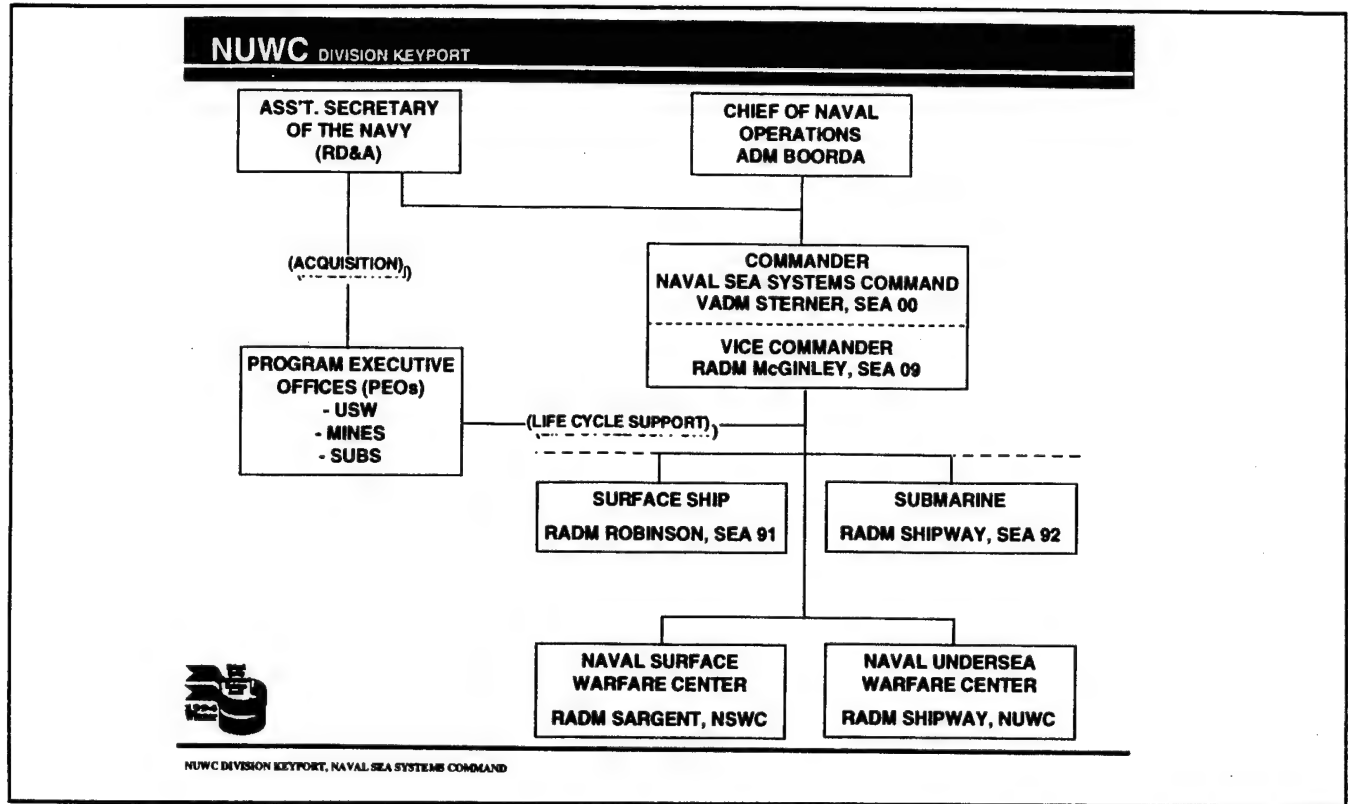 NUWC DIVISION KEYPORT
ASS'T. SECRETARY
OF THE NAVY
(RD&A)
CHIEF OF NAVAL
OPERATIONS
ADM BOORDA
(ACQUISITION)
COMMANDER
NAVAL SEA SYSTEMS COMMAND
VADM STERNER, SEA 00
VICE COMMANDER
RADM McGINLEY, SEA 09
PROGRAM EXECUTIVE
OFFICES (PEOs)
- USW
- MINES
- SUBS
(LIFE CYCLE SUPPORT)
SURFACE SHIP
RADM ROBINSON, SEA 91
SUBMARINE
RADM SHIPWAY, SEA 92
NAVAL SURFACE
WARFARE CENTER
RADM SARGENT, NSWC
NAVAL UNDERSEA
WARFARE CENTER
RADM SHIPWAY, NUWC
1994
Winner
NUWC DIVISION KEYPORT, NAVAL SEA SYSTEMS COMMAND